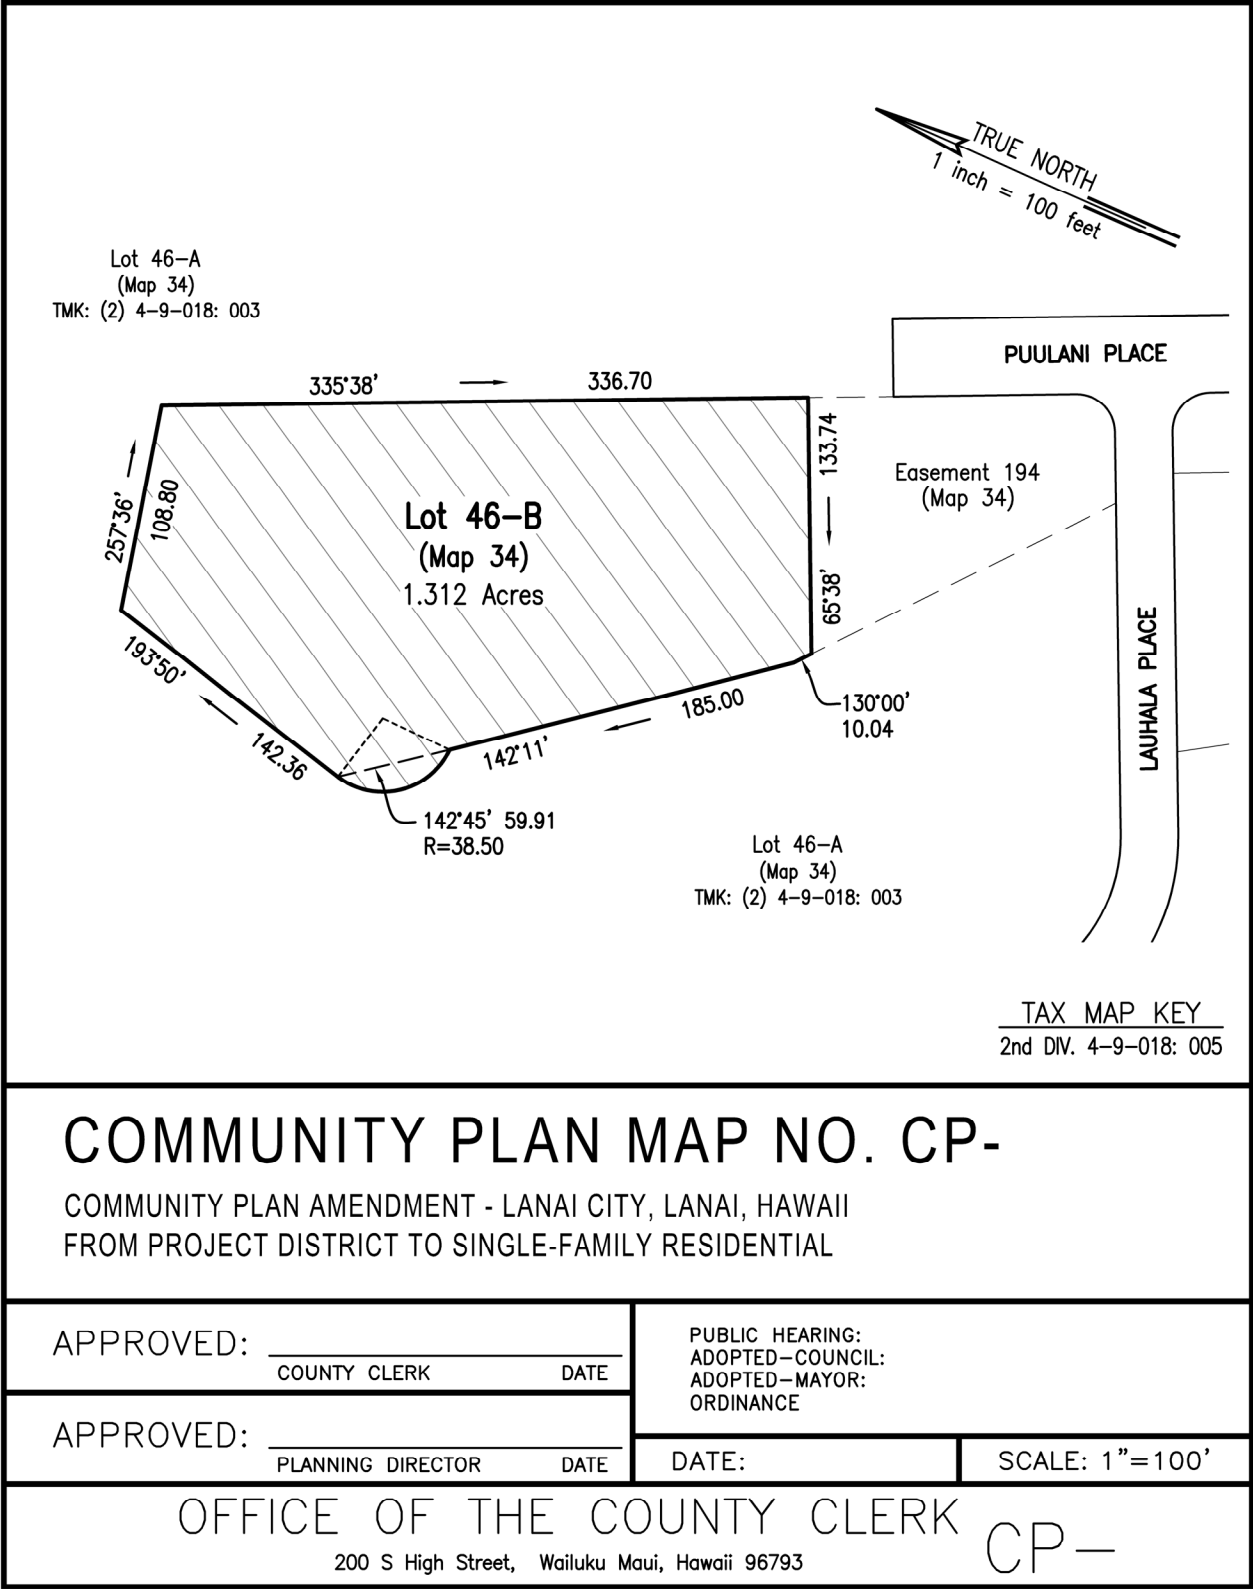 TRUE NORTH
1 inch = 100 feet
Lot 46-A
(Map 34)
TMK: (2) 4-9-018: 003
PUULANI PLACE
335°38' 336.70
133.74
65°38'
Easement 194
(Map 34)
257°36'
108.80
Lot 46-B
(Map 34)
1.312 Acres
LAUHALA PLACE
193°50'
142.36
142°11'
185.00
130°00'
10.04
142°45' 59.91
R=38.50
Lot 46-A
(Map 34)
TMK: (2) 4-9-018: 003
TAX MAP KEY
2nd DIV. 4-9-018: 005
COMMUNITY PLAN MAP NO. CP-
COMMUNITY PLAN AMENDMENT - LANAI CITY, LANAI, HAWAII
FROM PROJECT DISTRICT TO SINGLE-FAMILY RESIDENTIAL
APPROVED:
COUNTY CLERK DATE
APPROVED:
PLANNING DIRECTOR DATE
PUBLIC HEARING:
ADOPTED-COUNCIL:
ADOPTED-MAYOR:
ORDINANCE
DATE:
SCALE: 1"=100'
OFFICE OF THE COUNTY CLERK
200 S High Street, Wailuku Maui, Hawaii 96793
CP-